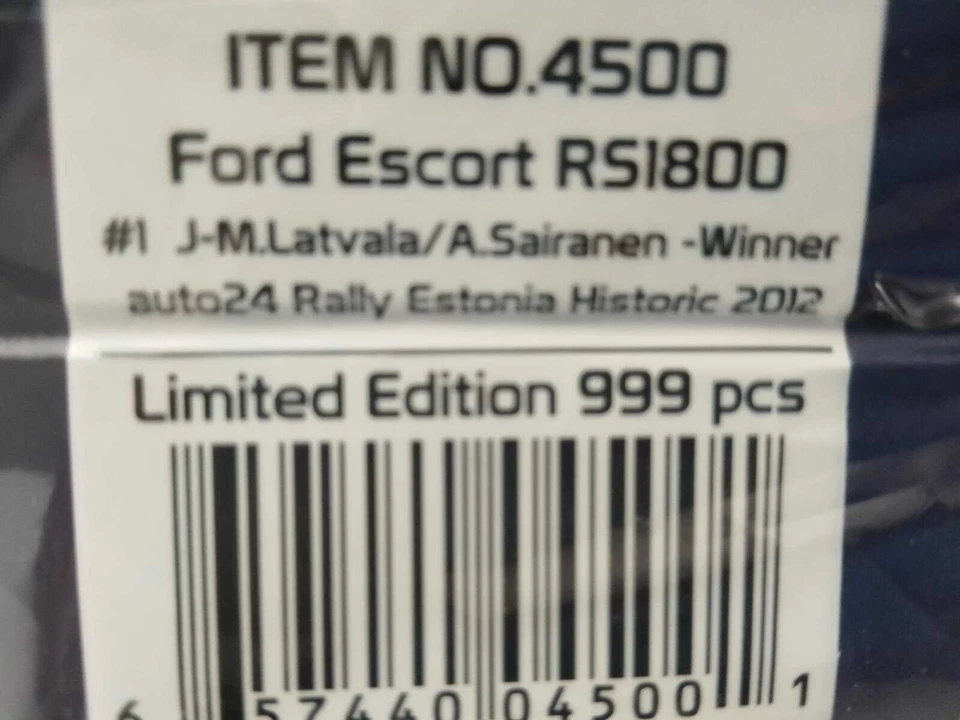 ITEM NO.4500
Ford Escort RS1800
#1 J-M.Latvala/A.Sairanen -Winner
auto24 Rally Estonia Historic 2012
Limited Edition 999 pcs
6 57440 04500 1